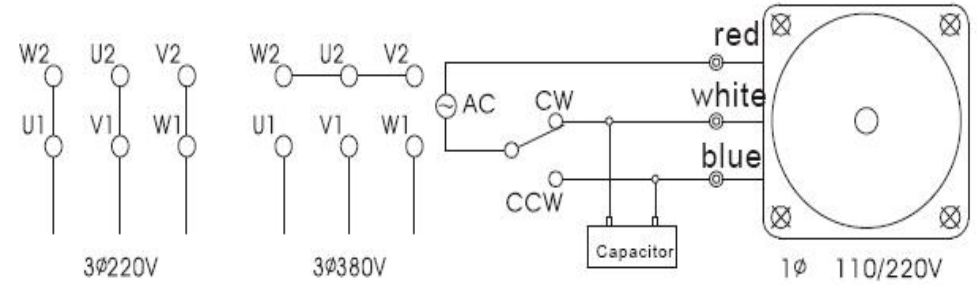 W2 U2 V2
U1 V1 W1
3Ø220V
W2 U2 V2
U1 V1 W1
3Ø380V
red
AC CW white
blue
CCW
Capacitor
1Ø 110/220V